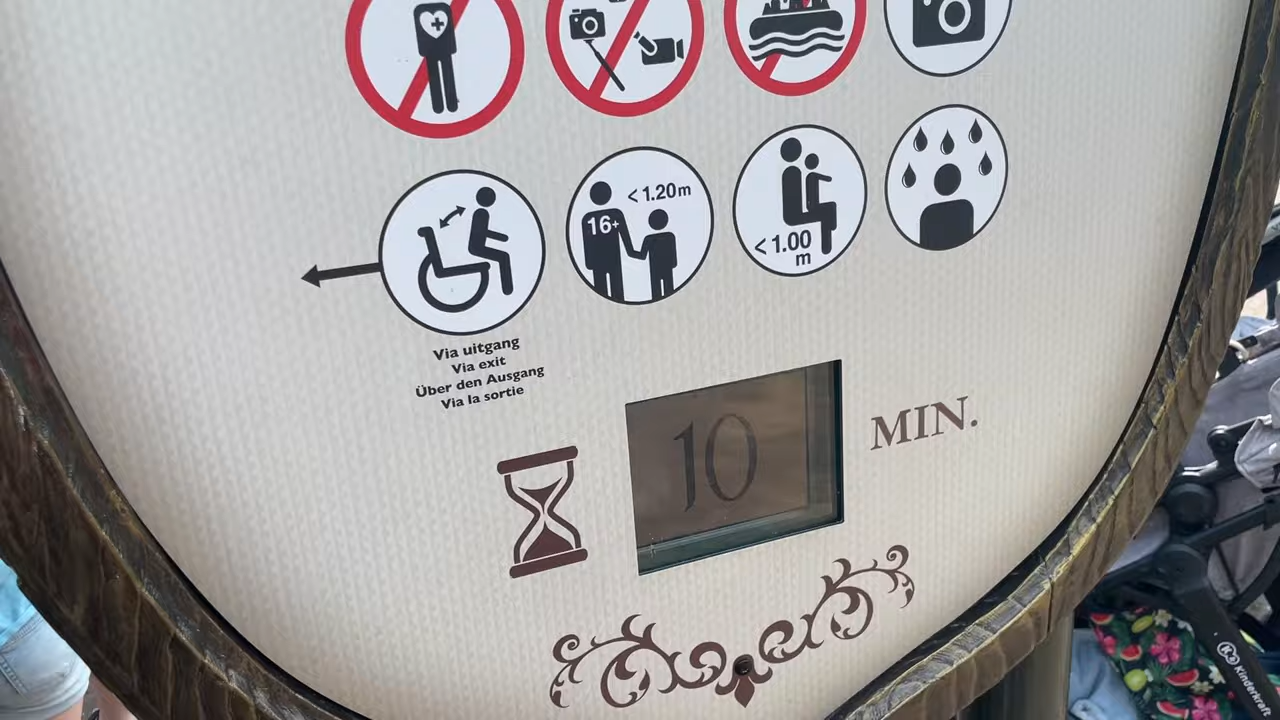 < 1.20m
16+
< 1.00
m
Via uitgang
Via exit
Über den Ausgang
Via la sortie
10
MIN.
Kinderkraft